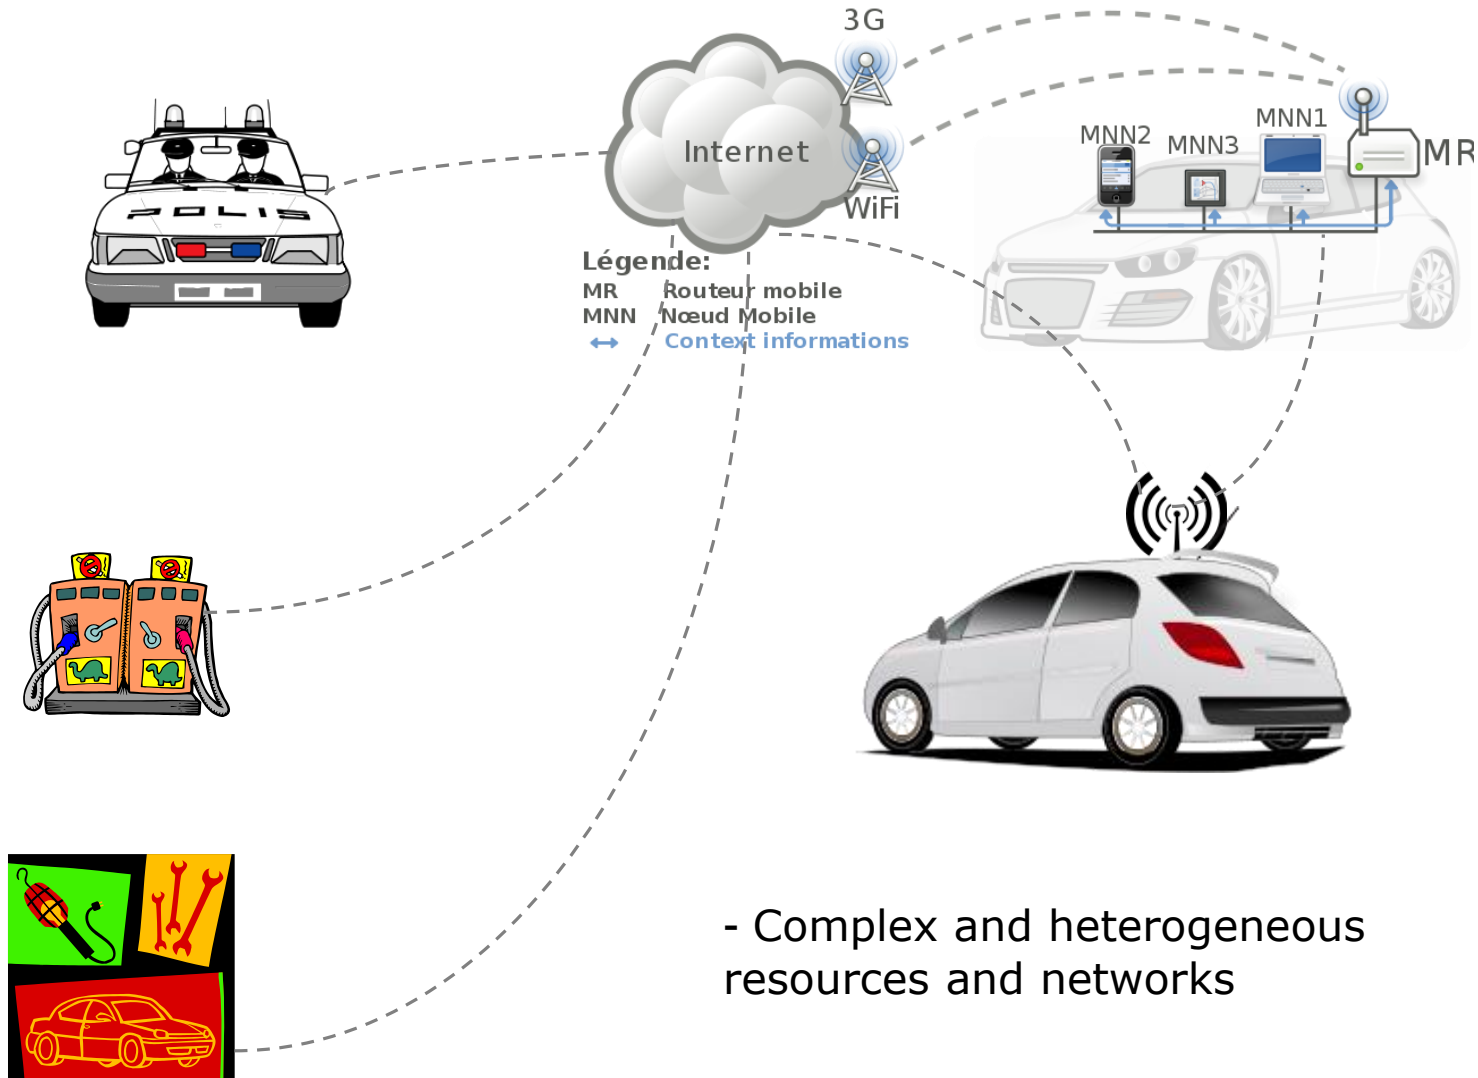 3G
Internet
WiFi
MNN2
MNN3
MNN1
MR
POLIS
Légende:
MR Routeur mobile
MNN Nœud Mobile
Context informations
- Complex and heterogeneous
resources and networks